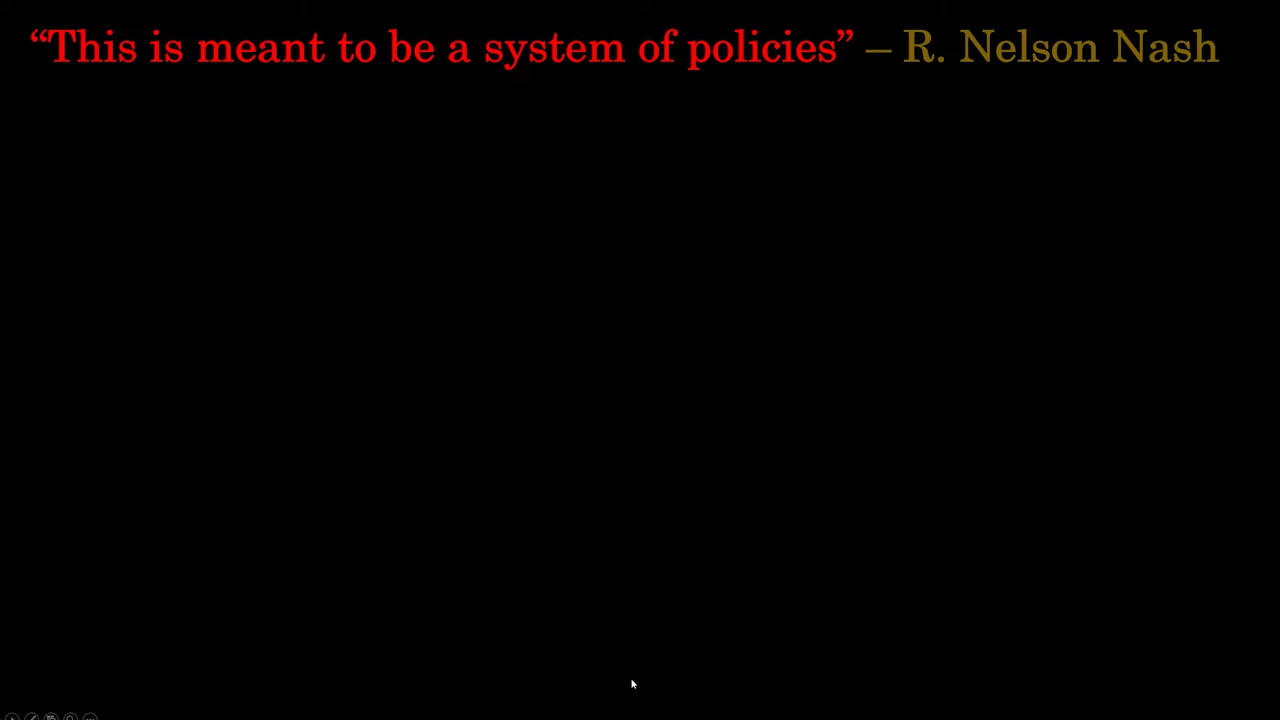 “This is meant to be a system of policies” – R. Nelson Nash